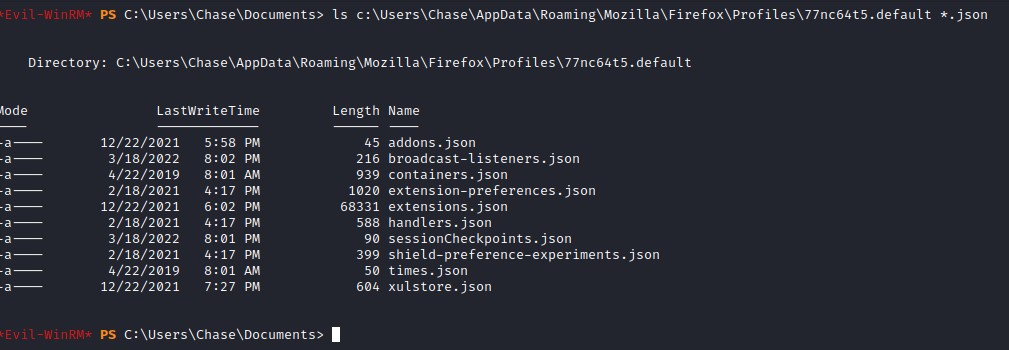 *Evil-WinRM* PS C:\Users\Chase\Documents> ls c:\Users\Chase\AppData\Roaming\Mozilla\Firefox\Profiles\77nc64t5.default *.json
Directory: C:\Users\Chase\AppData\Roaming\Mozilla\Firefox\Profiles\77nc64t5.default
Mode LastWriteTime Length Name
-a---- 12/22/2021 5:58 PM 45 addons.json
-a---- 3/18/2022 8:02 PM 216 broadcast-listeners.json
-a---- 4/22/2019 8:01 AM 939 containers.json
-a---- 2/18/2021 4:17 PM 1020 extension-preferences.json
-a---- 12/22/2021 6:02 PM 68331 extensions.json
-a---- 2/18/2021 4:17 PM 588 handlers.json
-a---- 3/18/2022 8:01 PM 90 sessionCheckpoints.json
-a---- 2/18/2021 4:17 PM 399 shield-preference-experiments.json
-a---- 4/22/2019 8:01 AM 50 times.json
-a---- 12/22/2021 7:27 PM 604 xulstore.json
*Evil-WinRM* PS C:\Users\Chase\Documents>